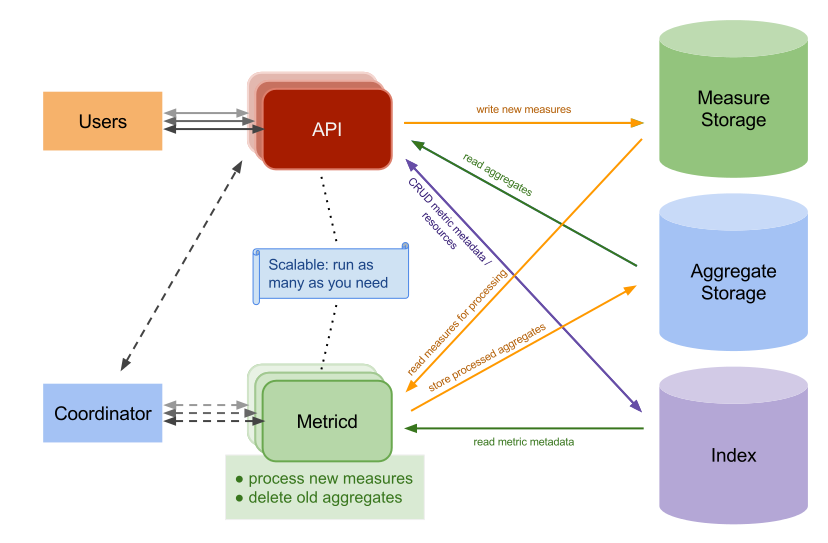 Users
API
write new measures
Measure
Storage
read aggregates
CRUD metric metadata /
resources
Scalable: run as
many as you need
Aggregate
Storage
read measures for processing
store processed aggregates
Coordinator
Metricd
read metric metadata
Index
● process new measures
● delete old aggregates